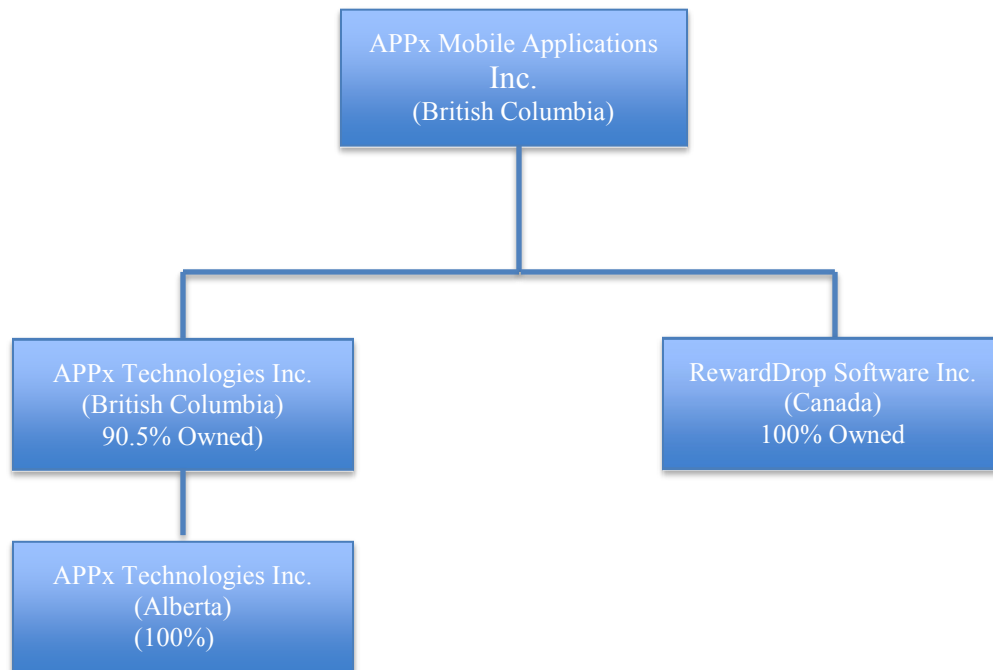 APPx Mobile Applications
Inc.
(British Columbia)
APPx Technologies Inc.
(British Columbia)
90.5% Owned)
RewardDrop Software Inc.
(Canada)
100% Owned
APPx Technologies Inc.
(Alberta)
(100%)